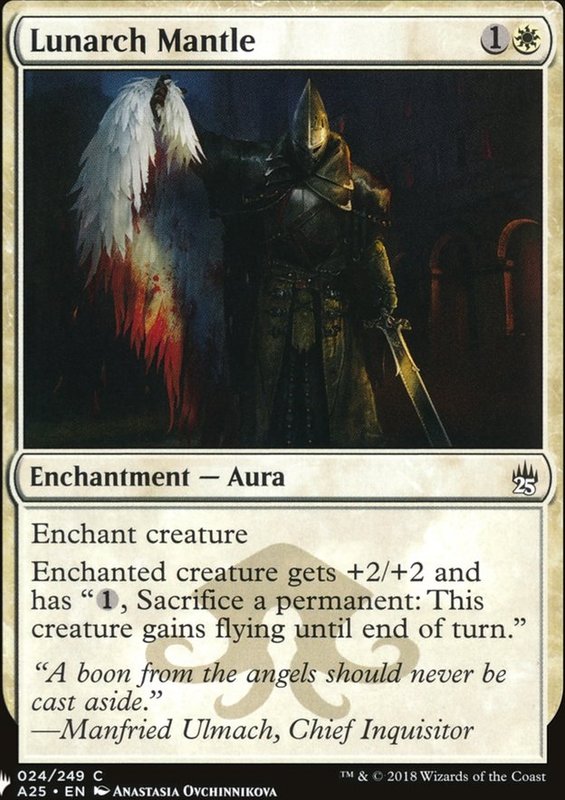 Lunarch Mantle 1
Enchantment — Aura
25
Enchant creature
Enchanted creature gets +2/+2 and
has “1, Sacrifice a permanent: This
creature gains flying until end of turn.”
“A boon from the angels should never be
cast aside.”
—Manfried Ulmach, Chief Inquisitor
024/249 C
A25 • EN ANASTASIA OVCHINNIKOVA
™ & © 2018 Wizards of the Coast